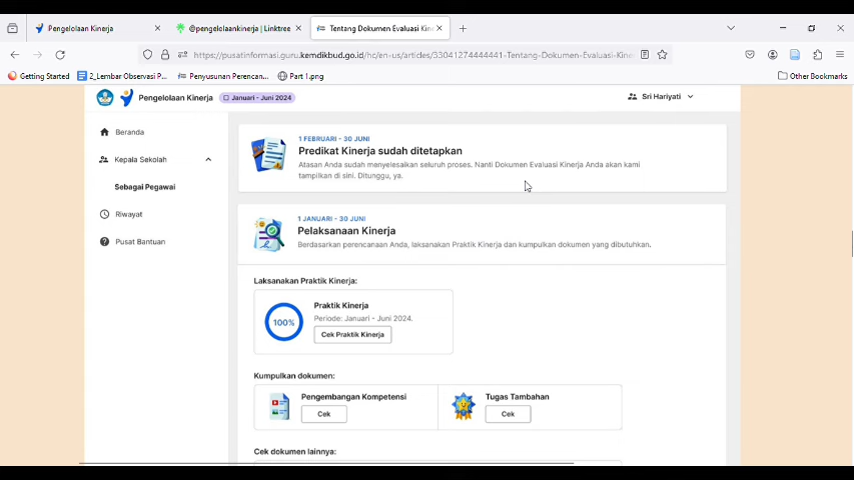 Pengelolaan Kinerja
@pengelolaankinerja | Linktree
Tentang Dokumen Evaluasi Kin
https://pusatinformasi.guru.kemdikbud.go.id/hc/en-us/articles/33041274444441-Tentang-Dokumen-Evaluasi-Kine
Getting Started
2_Lembar Observasi P...
Penyusunan Perencan...
Part 1.png
Other Bookmarks
Pengelolaan Kinerja
Januari - Juni 2024
Sri Hariyati
Beranda
Kepala Sekolah
Sebagai Pegawai
Riwayat
Pusat Bantuan
1 FEBRUARI - 30 JUNI
Predikat Kinerja sudah ditetapkan
Atasan Anda sudah menyelesaikan seluruh proses. Nanti Dokumen Evaluasi Kinerja Anda akan kami
tampilkan di sini. Ditunggu, ya.
1 JANUARI - 30 JUNI
Pelaksanaan Kinerja
Berdasarkan perencanaan Anda, laksanakan Praktik Kinerja dan kumpulkan dokumen yang dibutuhkan.
Laksanakan Praktik Kinerja:
100%
Praktik Kinerja
Periode: Januari - Juni 2024.
Cek Praktik Kinerja
Kumpulkan dokumen:
Pengembangan Kompetensi
Cek
Tugas Tambahan
Cek
Cek dokumen lainnya: